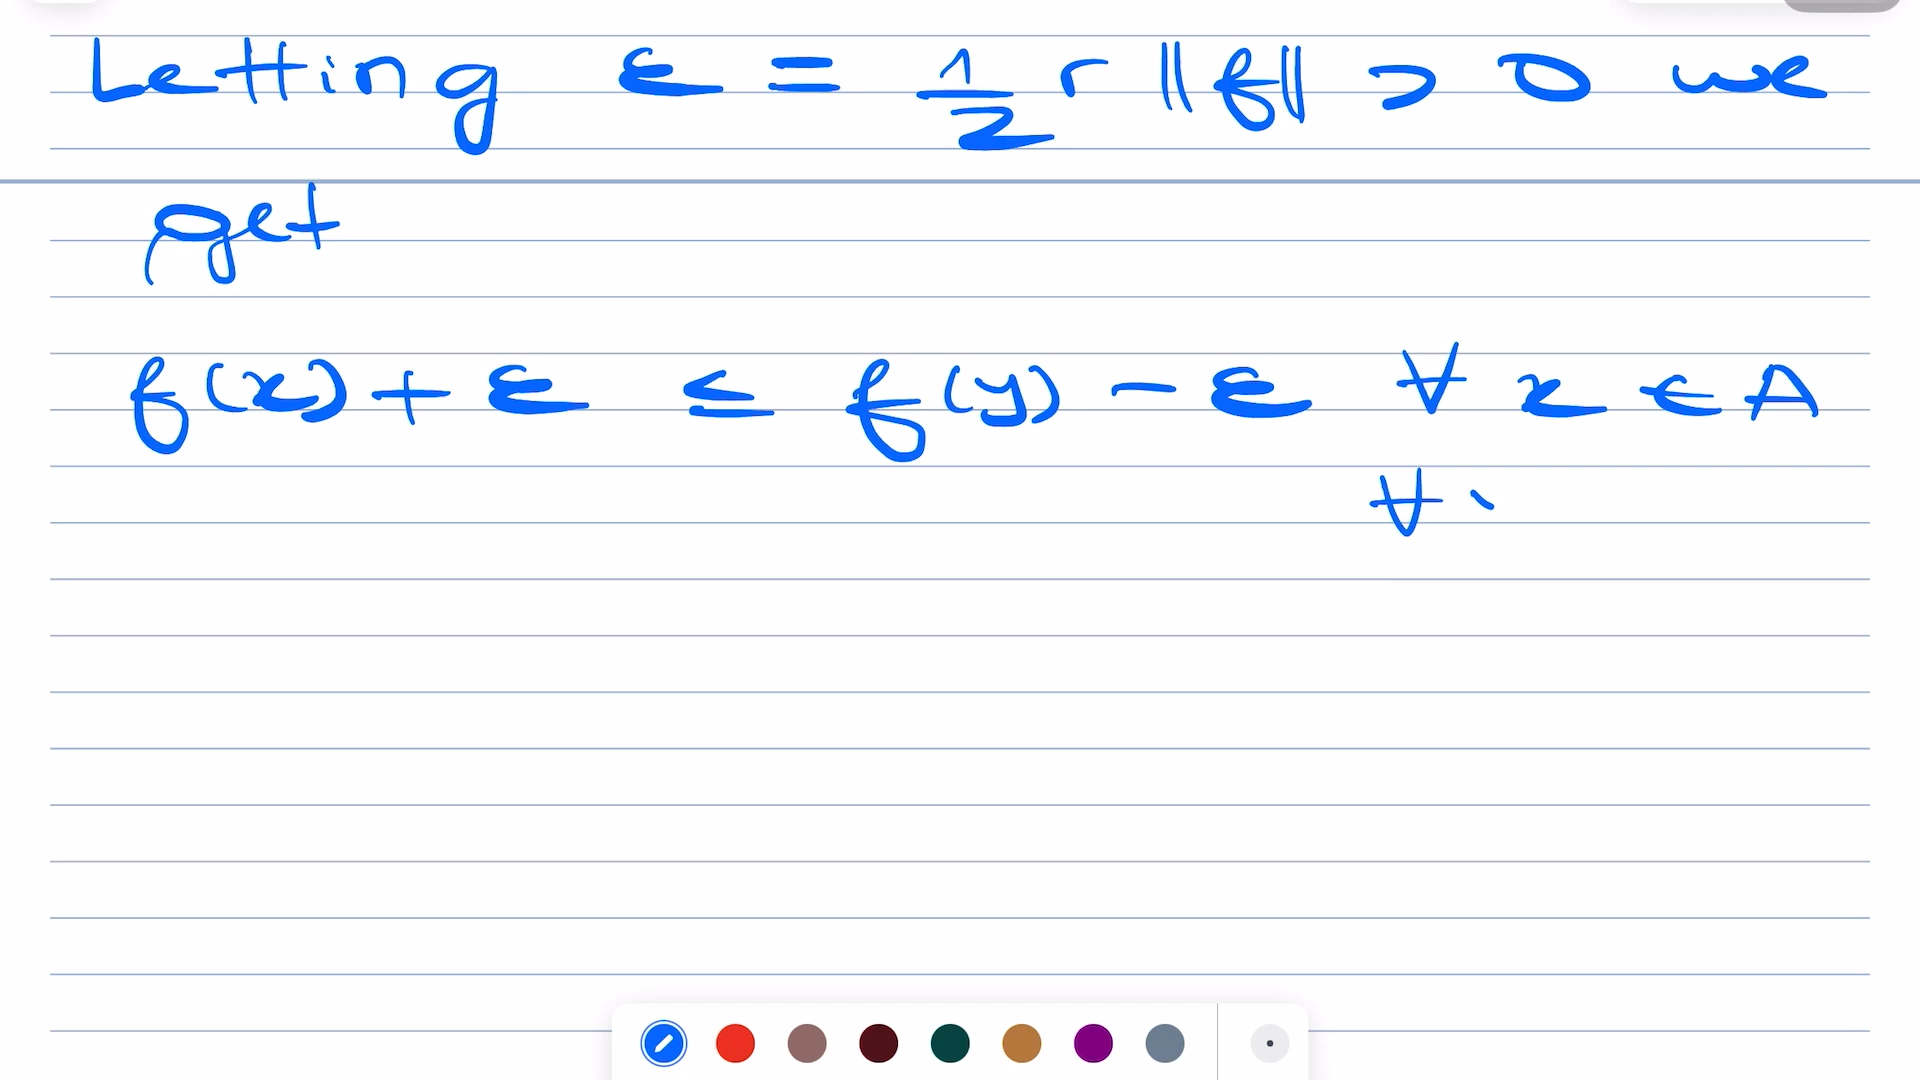 Letting ε = 1/2 r ||f|| > 0 we
get
f(x) + ε ≤ f(y) - ε ∀ x ∈ A
∀